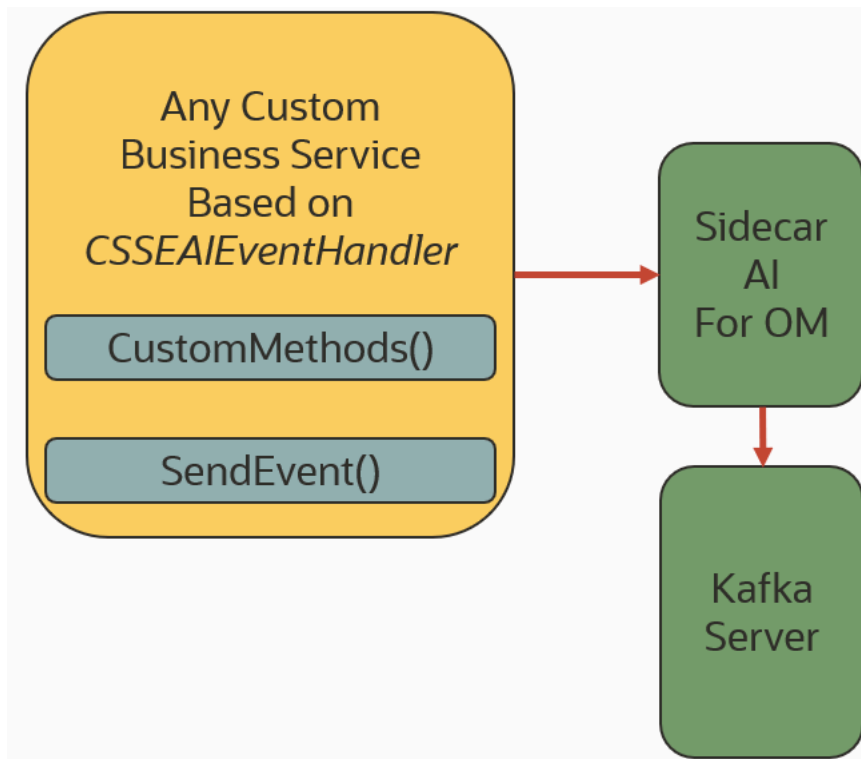 Any Custom
Business Service
Based on
CSSEAIEventHandler
CustomMethods()
SendEvent()
Sidecar
AI
For OM
Kafka
Server